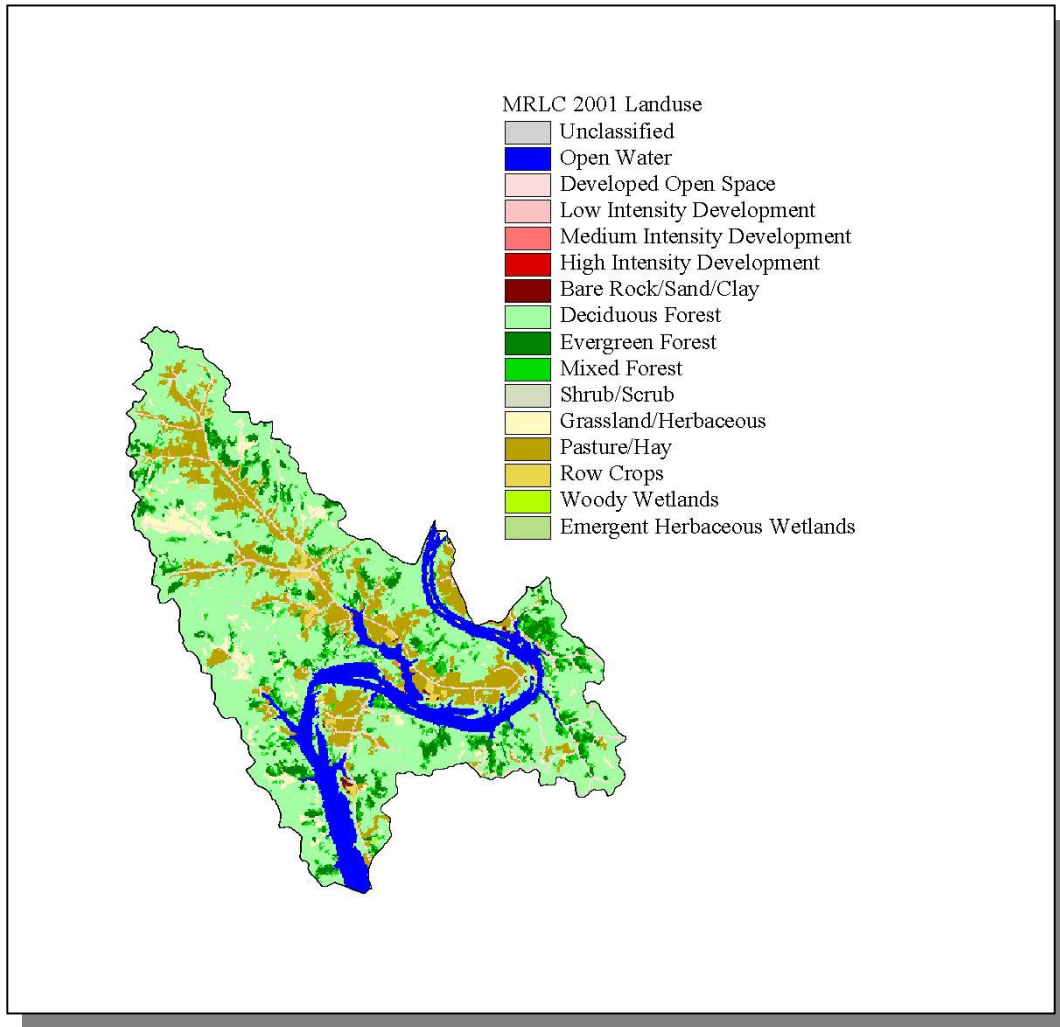 MRLC 2001 Landuse
Unclassified
Open Water
Developed Open Space
Low Intensity Development
Medium Intensity Development
High Intensity Development
Bare Rock/Sand/Clay
Deciduous Forest
Evergreen Forest
Mixed Forest
Shrub/Scrub
Grassland/Herbaceous
Pasture/Hay
Row Crops
Woody Wetlands
Emergent Herbaceous Wetlands